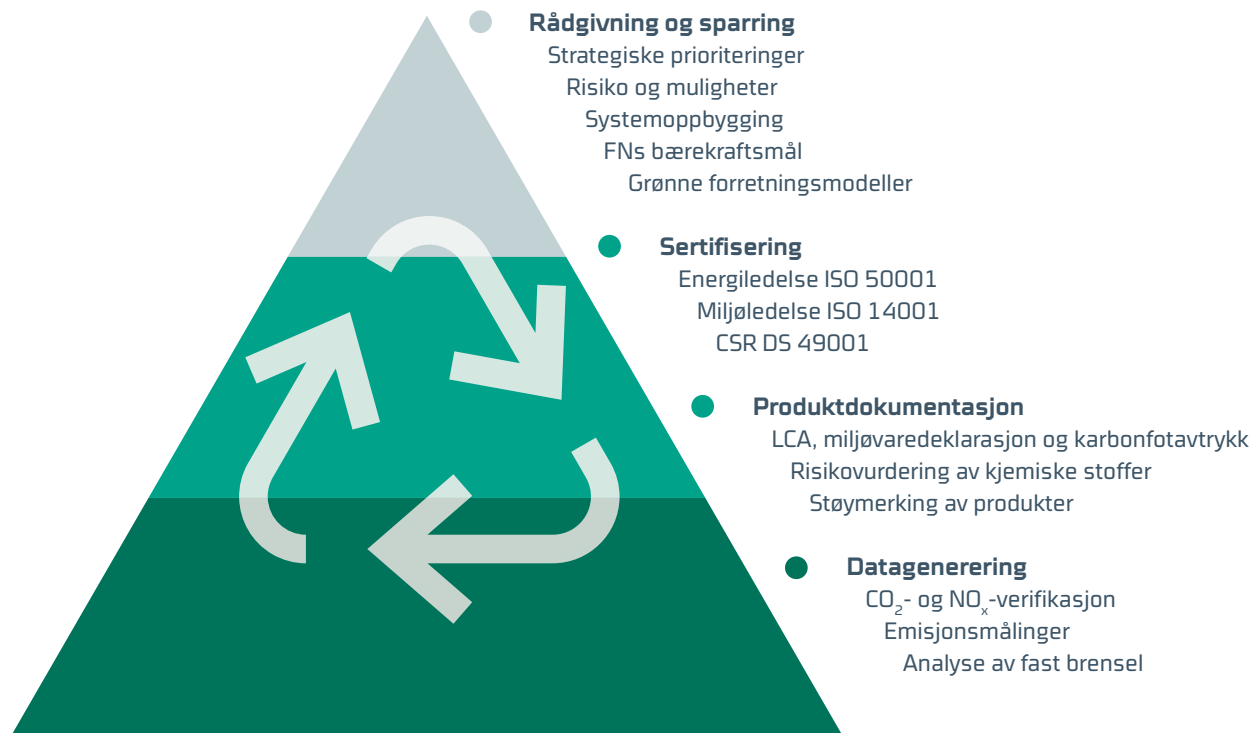 Rådgivning og sparring
Strategiske prioriteringer
Risiko og muligheter
Systemoppbygging
FNs bærekraftsmål
Grønne forretningsmodeller
Sertifisering
Energiledelse ISO 50001
Miljøledelse ISO 14001
CSR DS 49001
Produktdokumentasjon
LCA, miljøvaredeklarasjon og karbonfotavtrykk
Risikovurdering av kjemiske stoffer
Støymerking av produkter
Datagenerering
CO₂- og NOₓ-verifikasjon
Emisjonsmålinger
Analyse av fast brensel